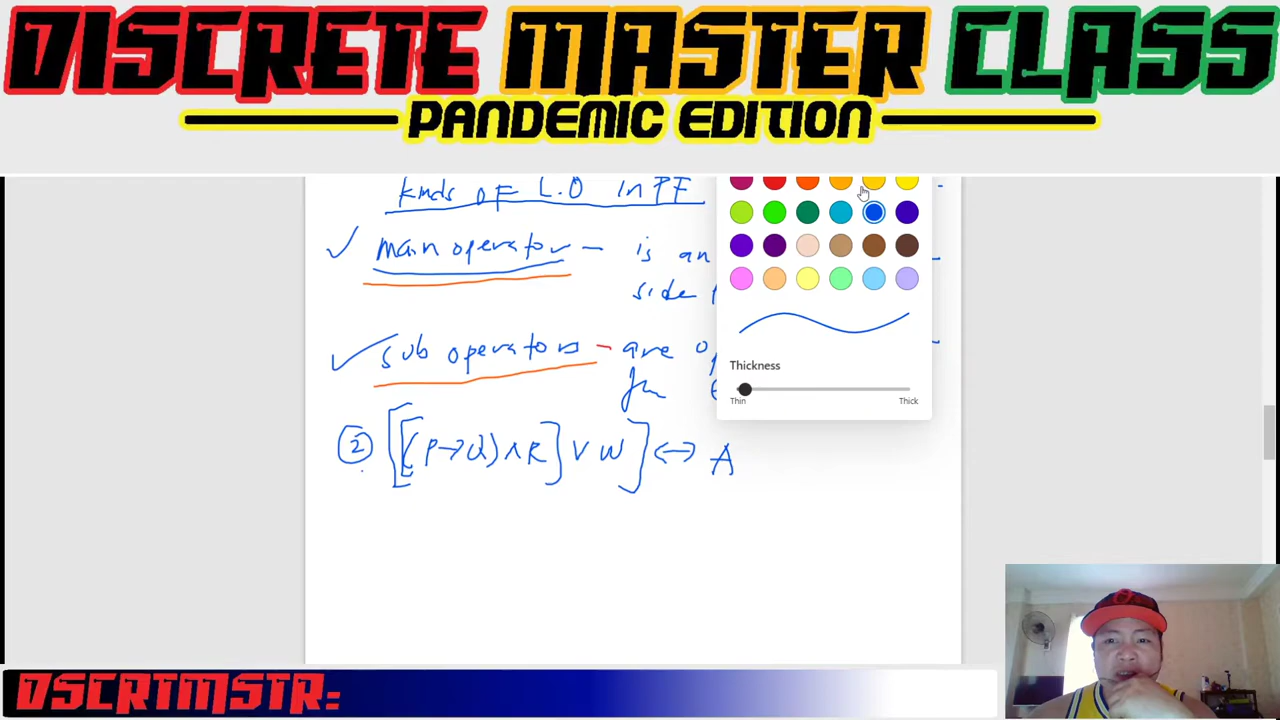 DISCRETE MASTER CLASS
PANDEMIC EDITION
kinds of L.O in PF
✓ main operator – is an
side
✓ sub operators – are
for
② [[(P→Q)∧R]∨W]↔A
Thickness
Thin Thick
DSCRTMSTR: